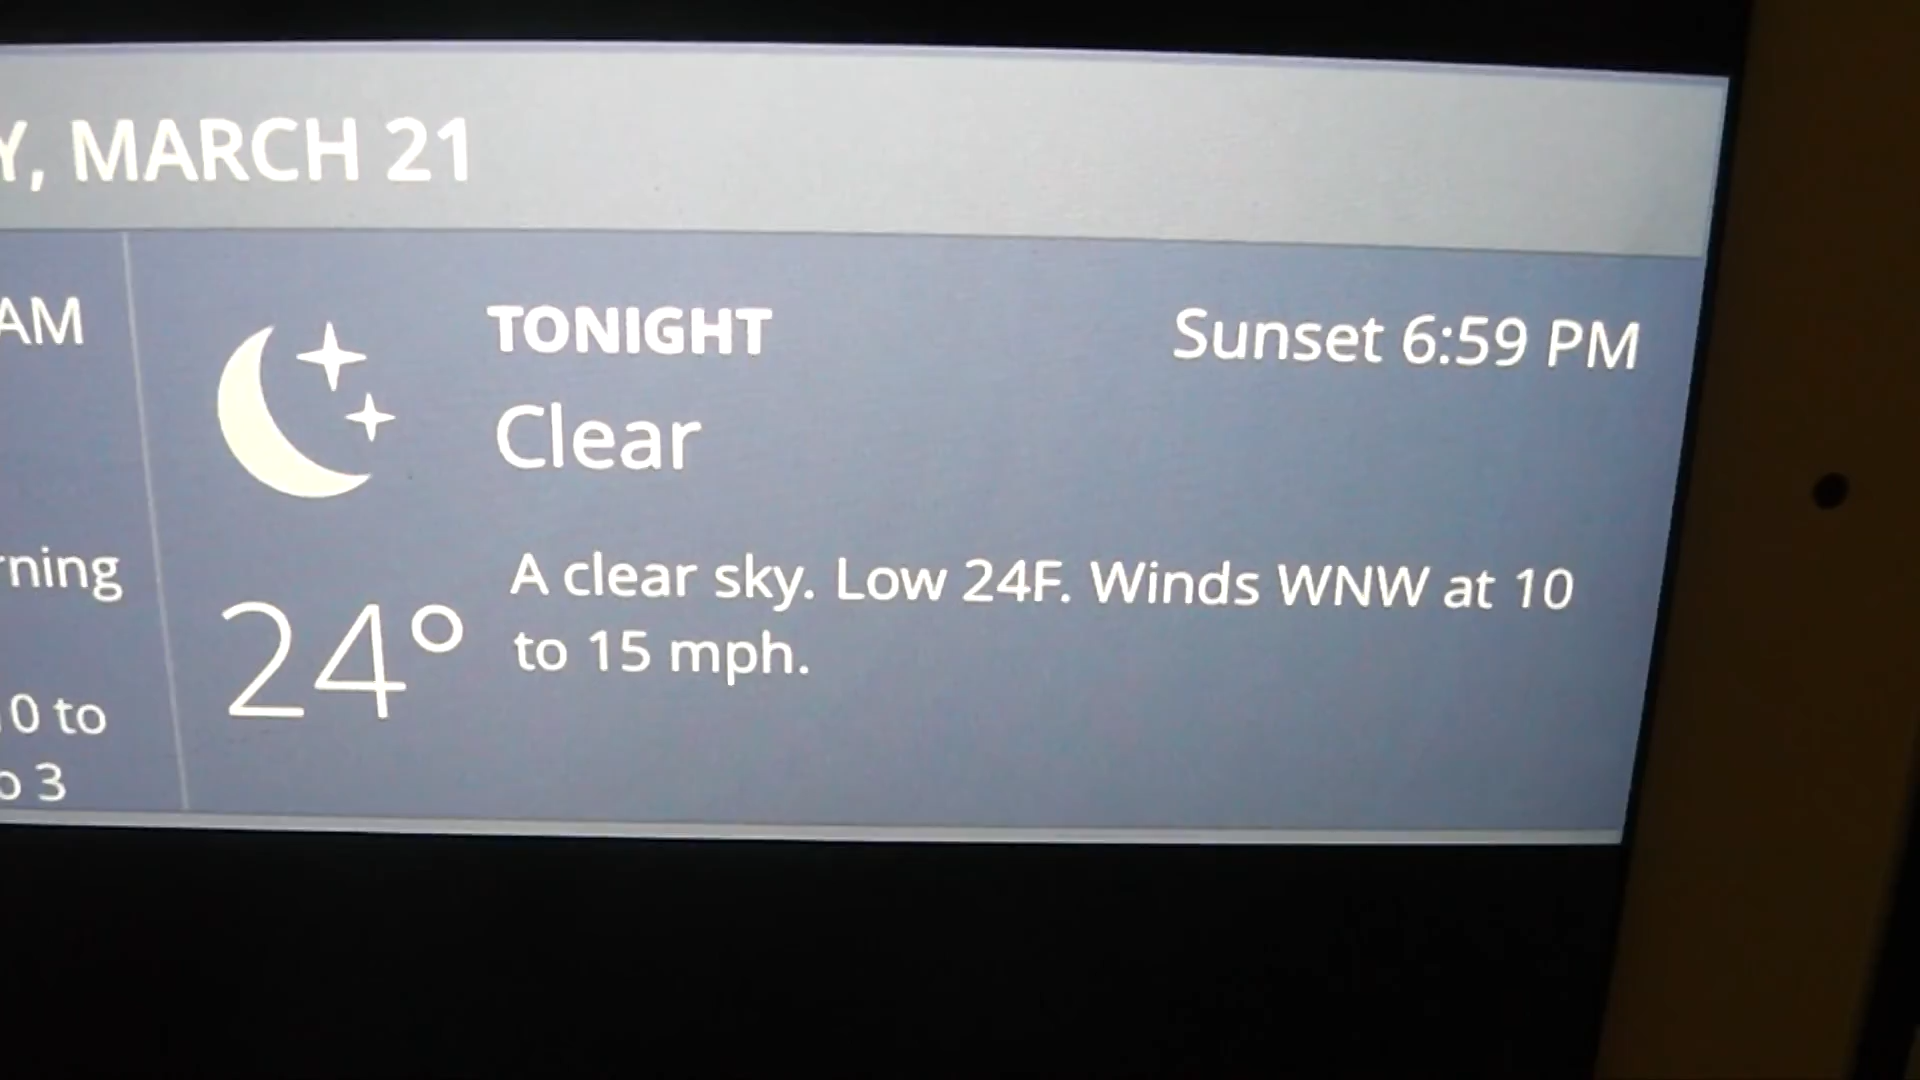 Y, MARCH 21
AM
TONIGHT
Sunset 6:59 PM
Clear
rning
A clear sky. Low 24F. Winds WNW at 10
to 15 mph.
24°
0 to
o 3